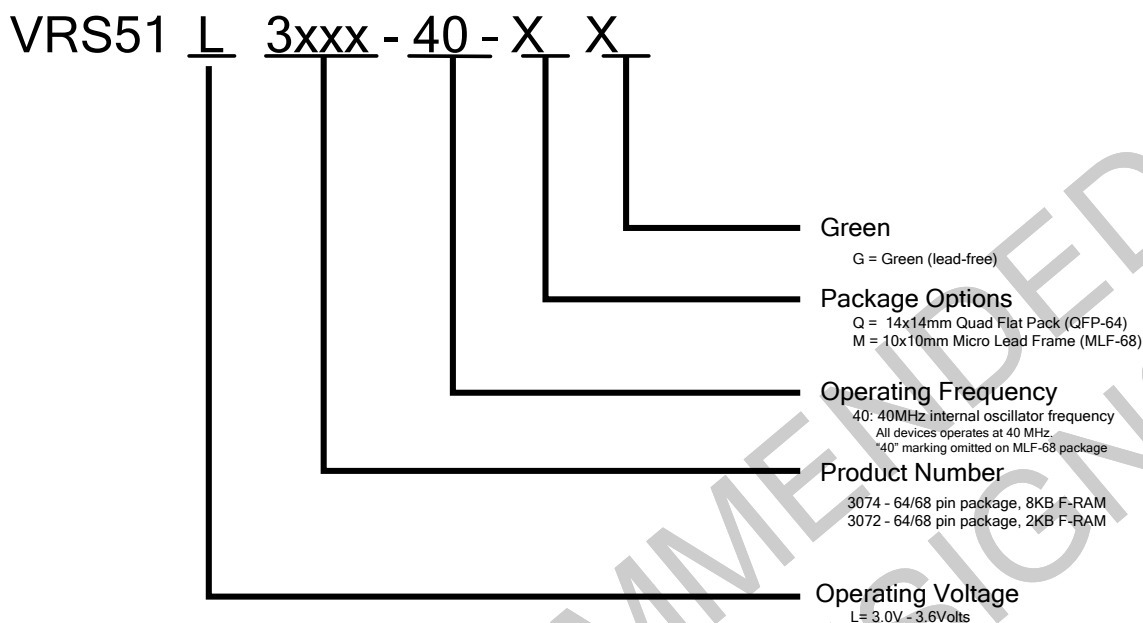 VRS51 L 3xxx - 40 - X X
Green
G = Green (lead-free)
Package Options
Q = 14x14mm Quad Flat Pack (QFP-64)
M = 10x10mm Micro Lead Frame (MLF-68)
Operating Frequency
40: 40MHz internal oscillator frequency
All devices operates at 40 MHz.
"40" marking omitted on MLF-68 package
Product Number
3074 - 64/68 pin package, 8KB F-RAM
3072 - 64/68 pin package, 2KB F-RAM
Operating Voltage
L= 3.0V - 3.6Volts
MMENDED
SIGN